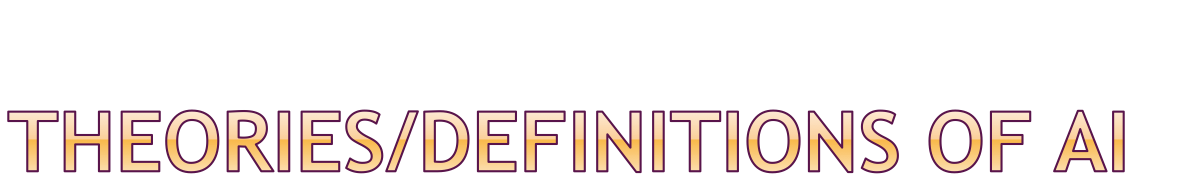 THEORIES/DEFINITIONS OF AI